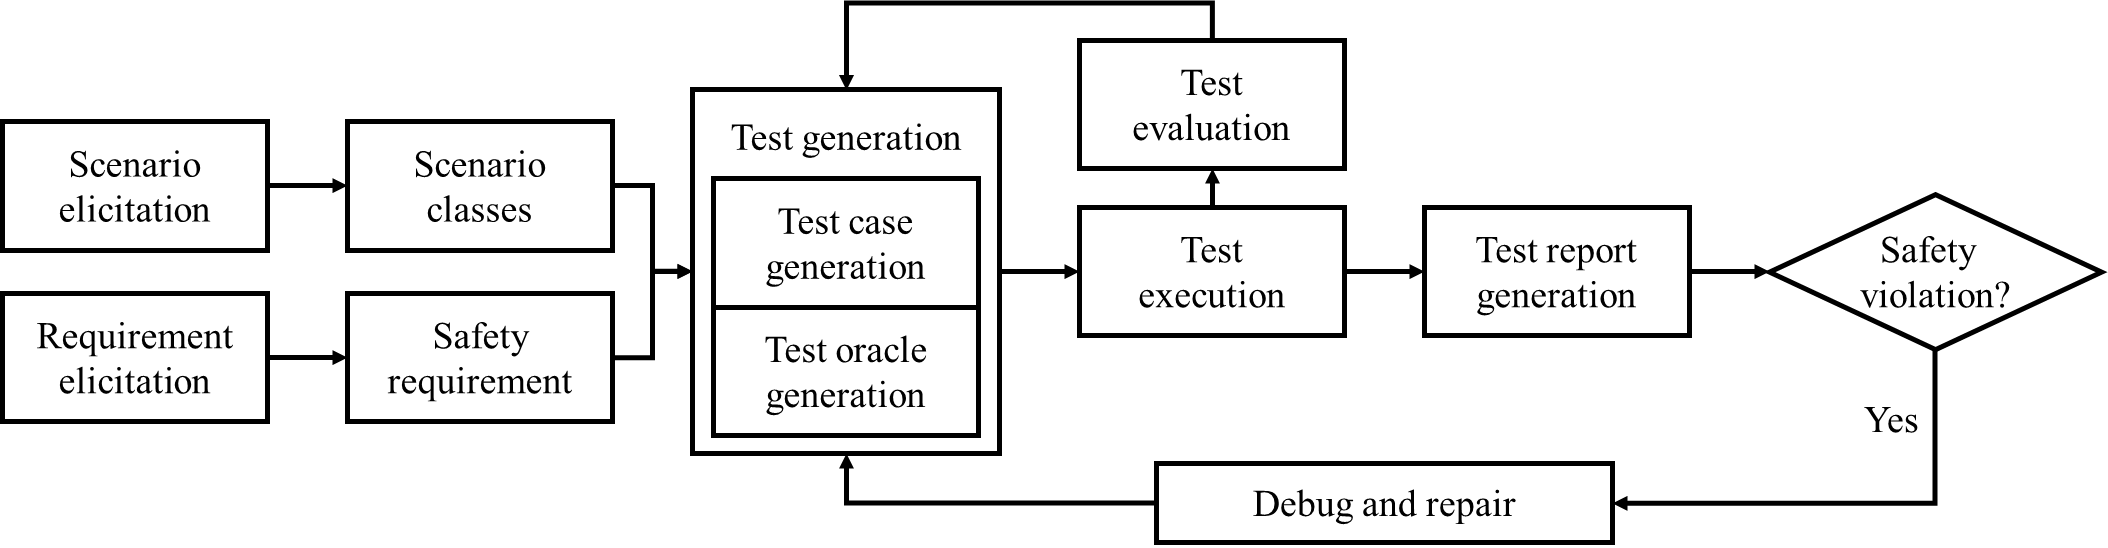 Scenario
elicitation
Scenario
classes
Requirement
elicitation
Safety
requirement
Test generation
Test case
generation
Test oracle
generation
Test
evaluation
Test
execution
Test report
generation
Safety
violation?
Yes
Debug and repair